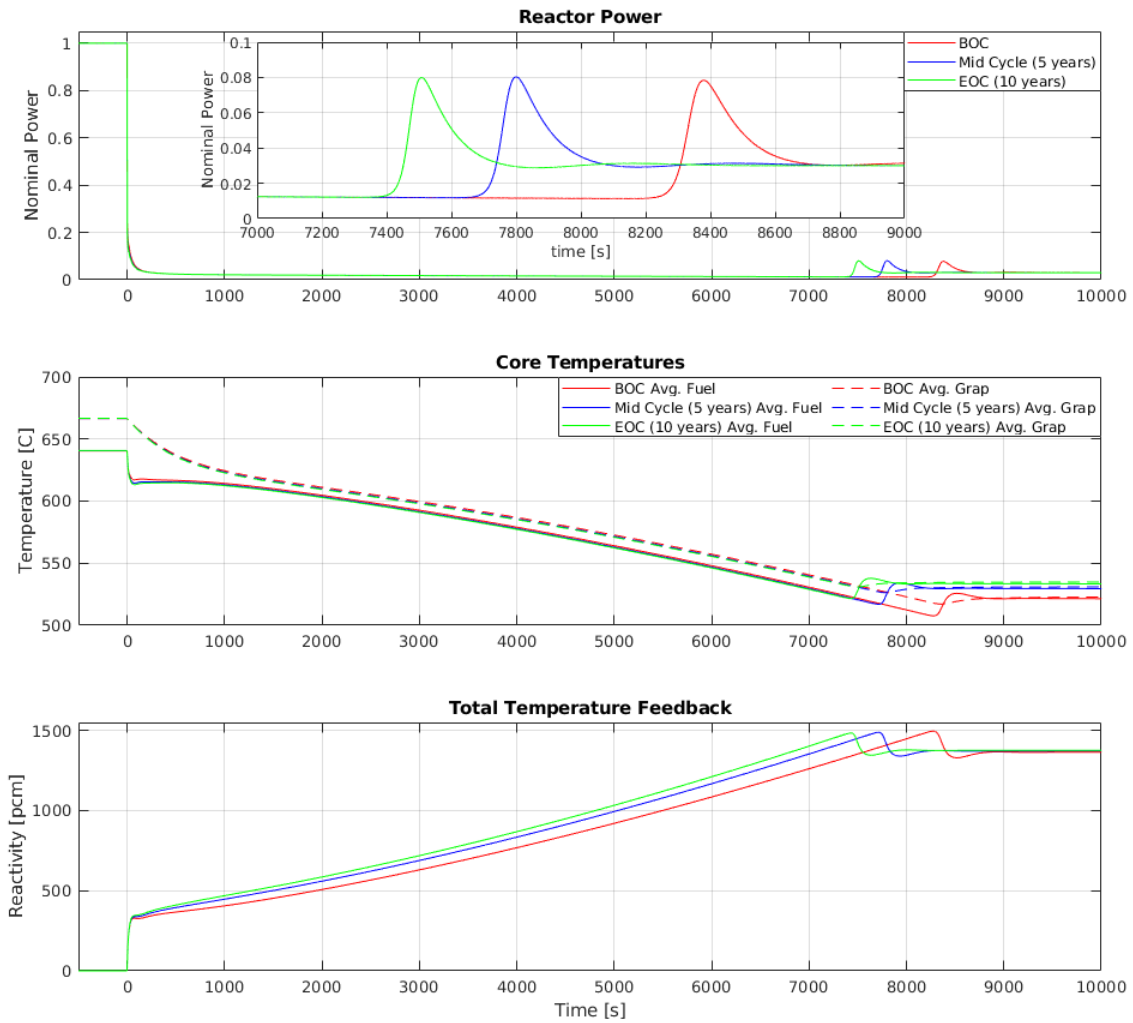 Reactor Power
1
0.8
0.6
0.4
0.2
0
Nominal Power
0 1000 2000 3000 4000 5000 6000 7000 8000 9000 10000
0.1
0.08
0.06
0.04
0.02
0
Nominal Power
7000 7200 7400 7600 7800 8000 8200 8400 8600 8800 9000
time [s]
BOC
Mid Cycle (5 years)
EOC (10 years)
Core Temperatures
700
650
600
550
500
Temperature [C]
BOC Avg. Fuel BOC Avg. Grap
Mid Cycle (5 years) Avg. Fuel Mid Cycle (5 years) Avg. Grap
EOC (10 years) Avg. Fuel EOC (10 years) Avg. Grap
0 1000 2000 3000 4000 5000 6000 7000 8000 9000 10000
Total Temperature Feedback
1500
1000
500
0
Reactivity [pcm]
0 1000 2000 3000 4000 5000 6000 7000 8000 9000 10000
Time [s]